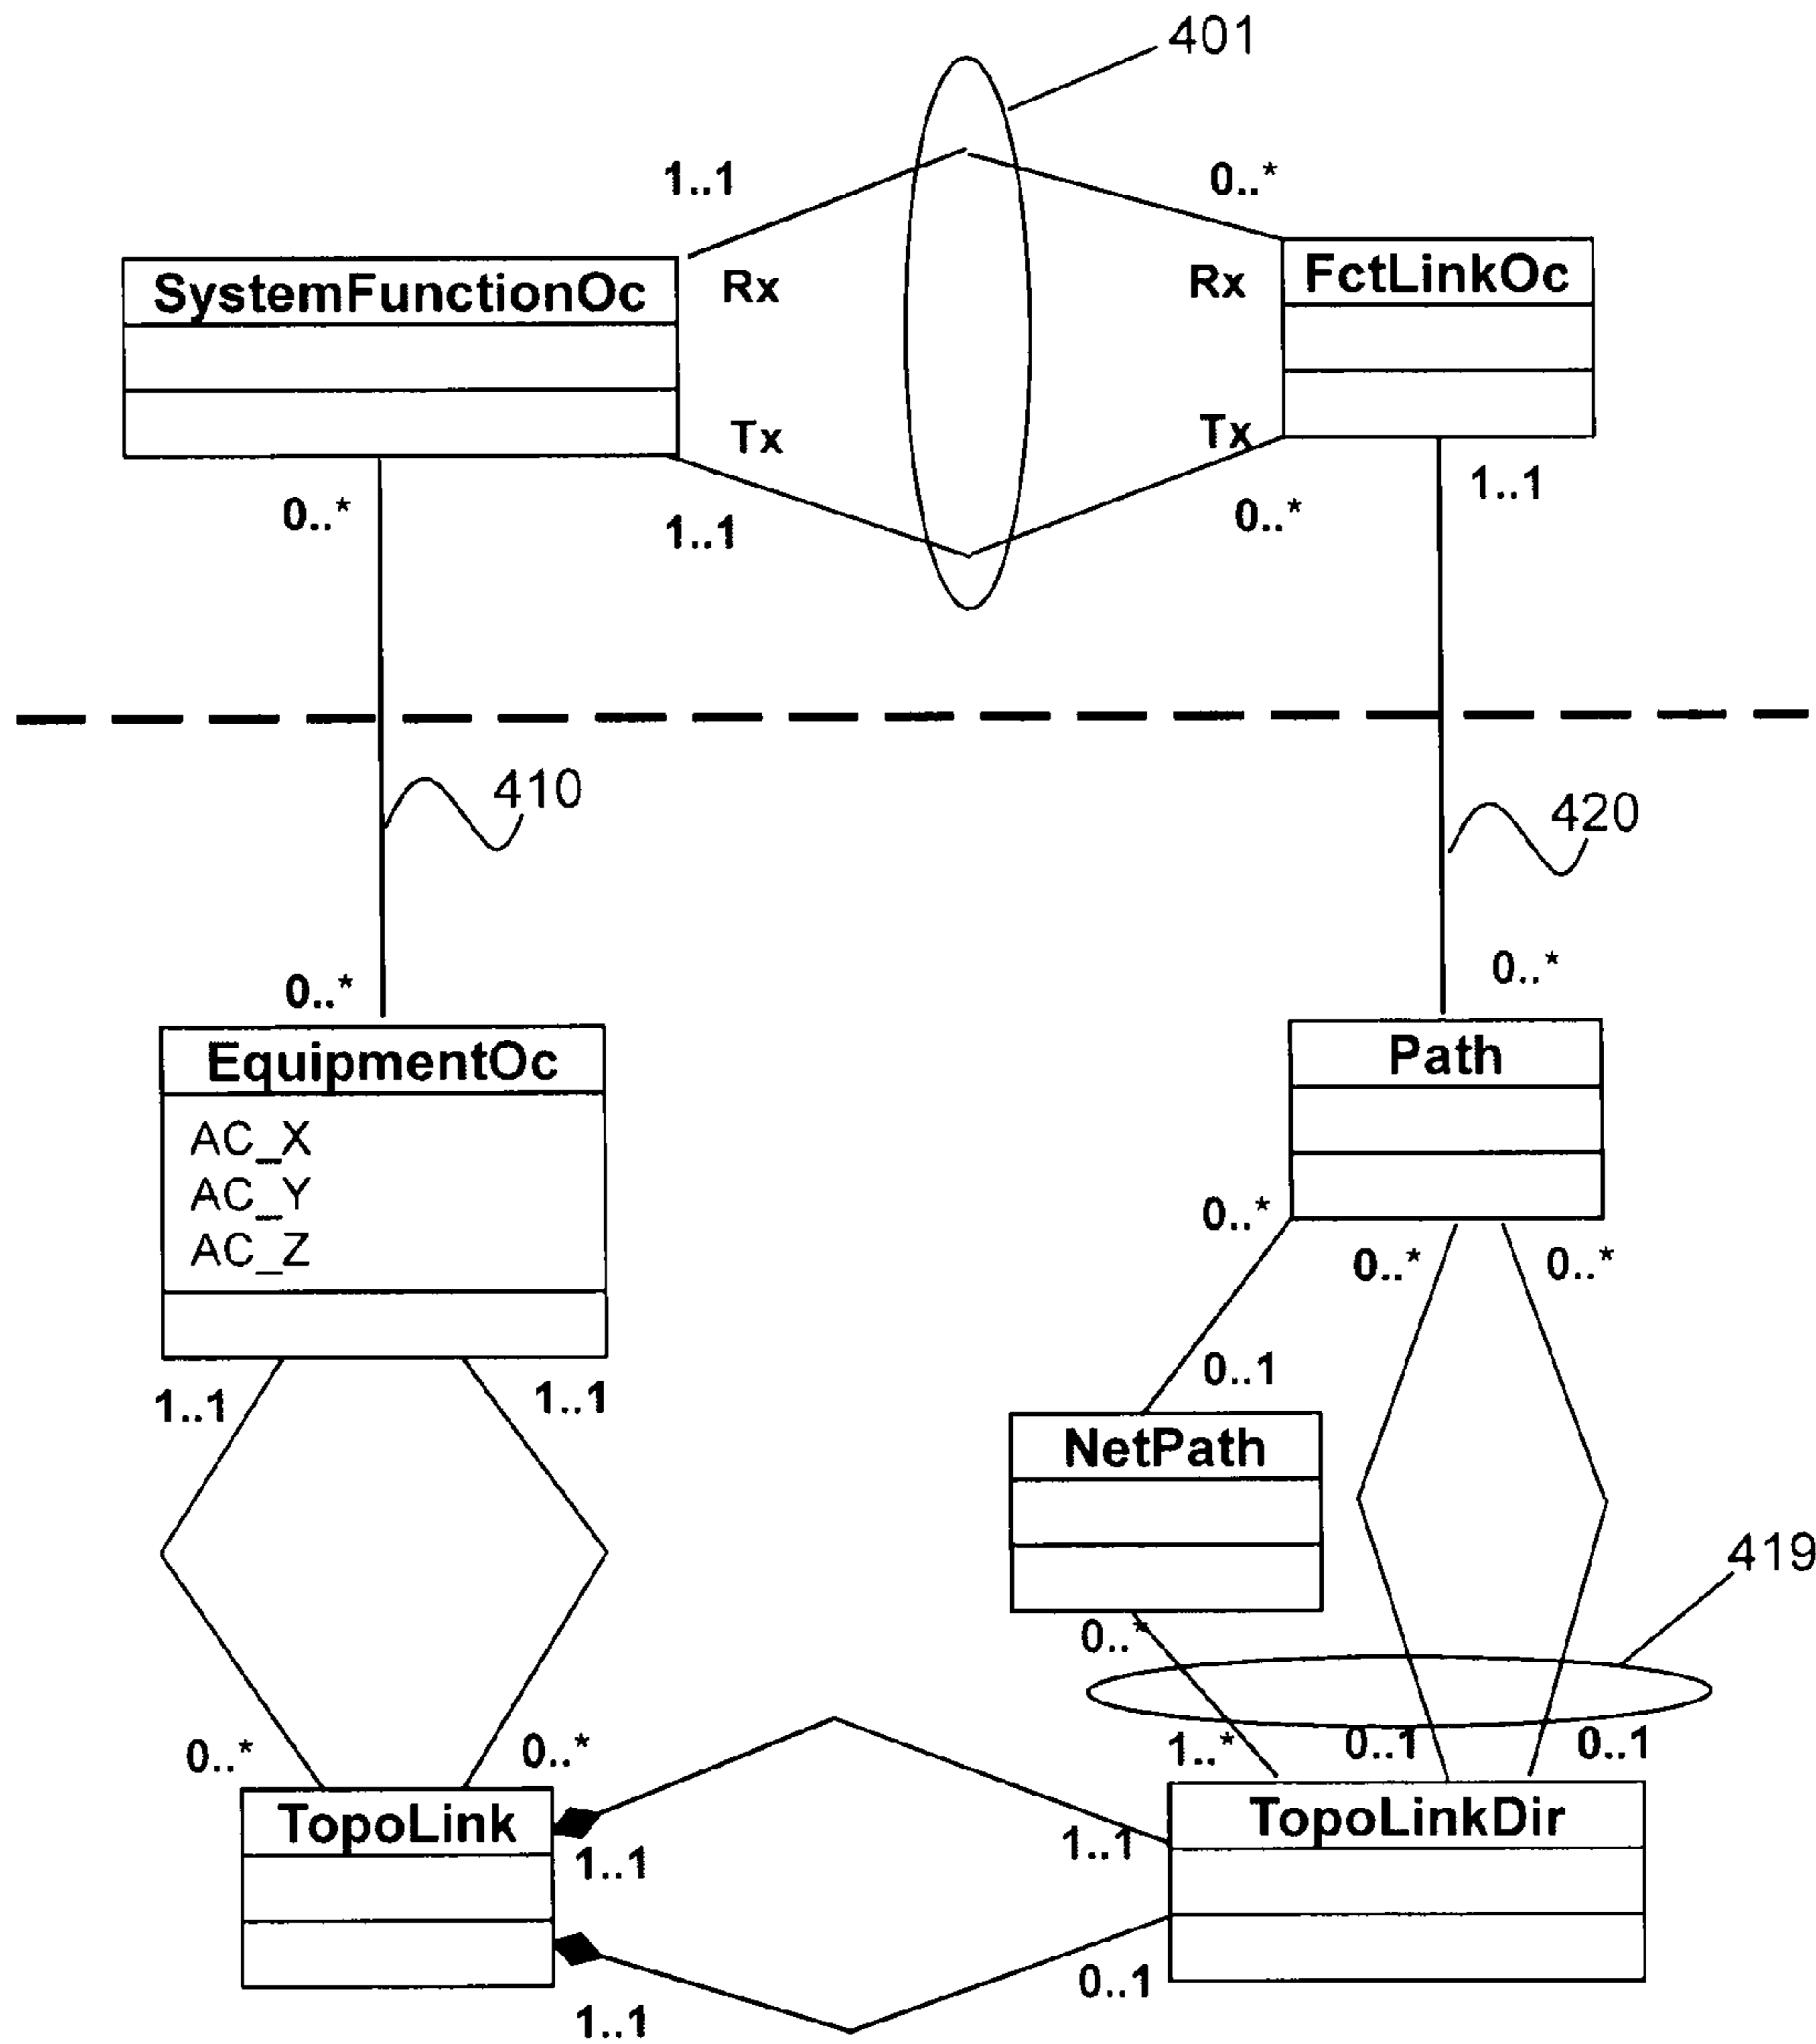 401
1..1
0..*
SystemFunctionOc
Rx
Rx
FctLinkOc
Tx
Tx
0..*
1..1
0..*
1..1
410
420
0..*
0..*
EquipmentOc
AC_X
AC_Y
AC_Z
Path
0..*
0..*
0..*
1..1
1..1
0..1
NetPath
419
0..*
0..*
0..*
1..*
0..1
0..1
TopoLink
TopoLinkDir
1..1
1..1
1..1
0..1